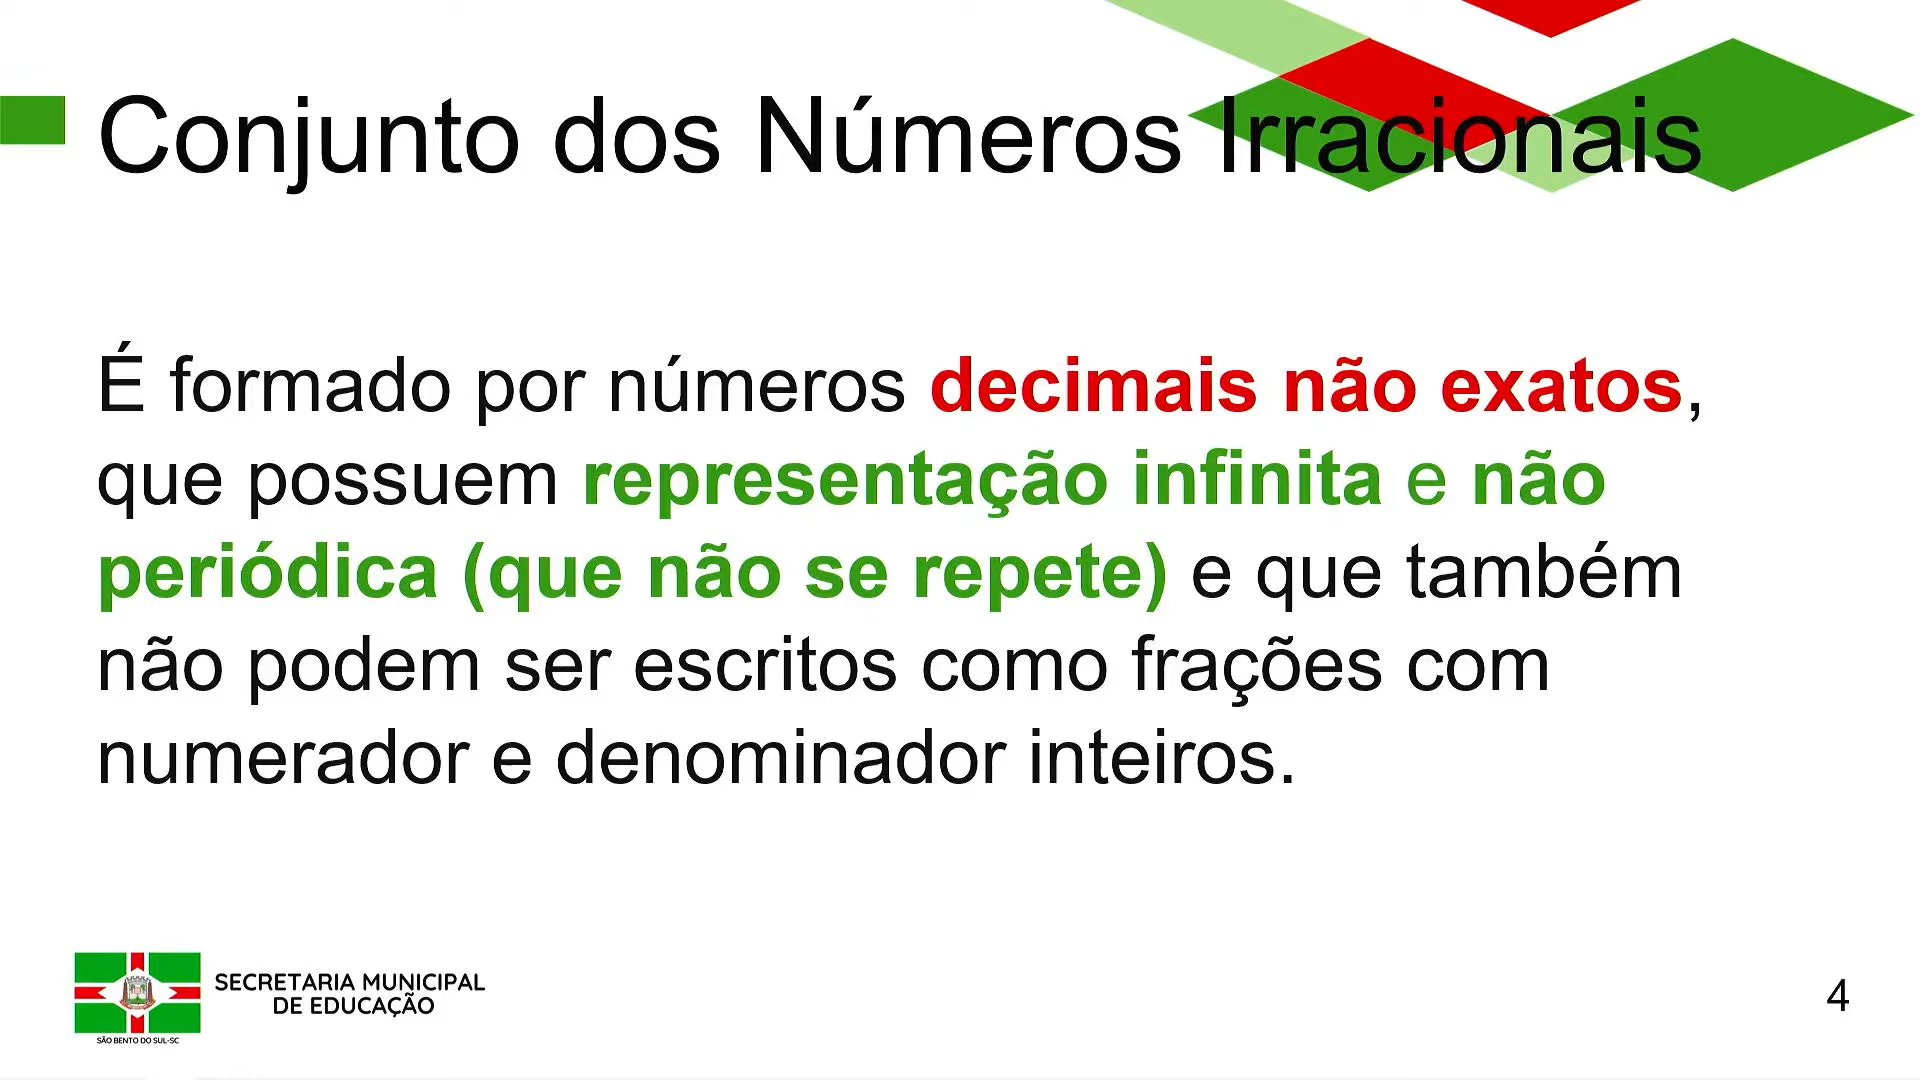 Conjunto dos Números Irracionais
É formado por números decimais não exatos,
que possuem representação infinita e não
periódica (que não se repete) e que também
não podem ser escritos como frações com
numerador e denominador inteiros.
SECRETARIA MUNICIPAL
DE EDUCAÇÃO
SÃO BENTO DO SUL-SC
4